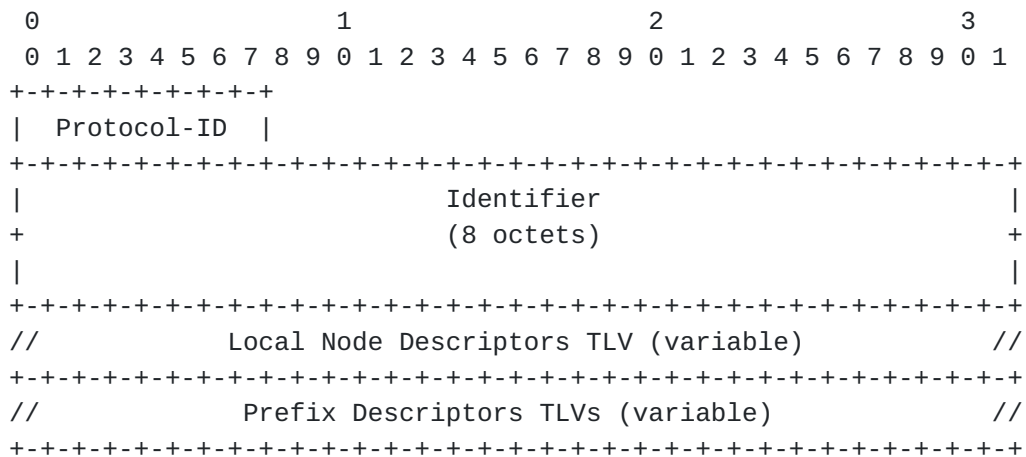 0                   1                   2                   3
 0 1 2 3 4 5 6 7 8 9 0 1 2 3 4 5 6 7 8 9 0 1 2 3 4 5 6 7 8 9 0 1
+-+-+-+-+-+-+-+-+
|  Protocol-ID  |
+-+-+-+-+-+-+-+-+-+-+-+-+-+-+-+-+-+-+-+-+-+-+-+-+-+-+-+-+-+-+-+-+
|                           Identifier                          |
+                           (8 octets)                          +
|                                                               |
+-+-+-+-+-+-+-+-+-+-+-+-+-+-+-+-+-+-+-+-+-+-+-+-+-+-+-+-+-+-+-+-+
//            Local Node Descriptors TLV (variable)            //
+-+-+-+-+-+-+-+-+-+-+-+-+-+-+-+-+-+-+-+-+-+-+-+-+-+-+-+-+-+-+-+-+
//             Prefix Descriptors TLVs (variable)              //
+-+-+-+-+-+-+-+-+-+-+-+-+-+-+-+-+-+-+-+-+-+-+-+-+-+-+-+-+-+-+-+-+